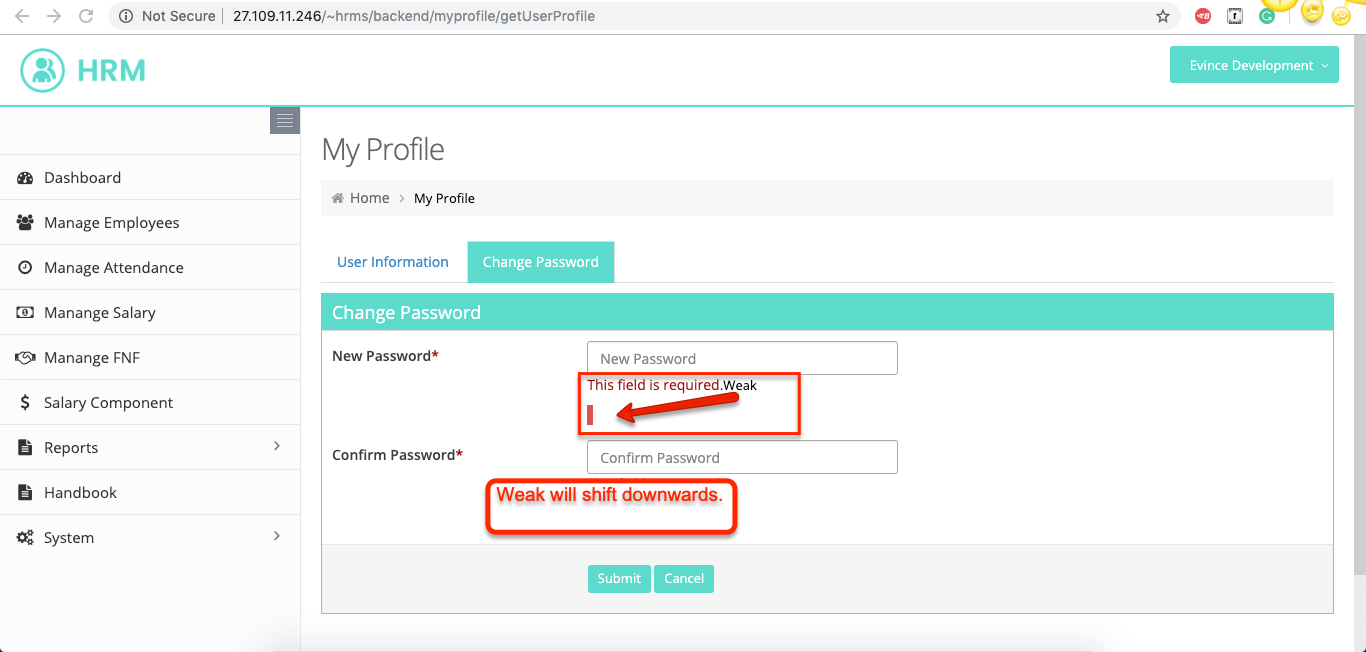 Not Secure | 27.109.11.246/~hrms/backend/myprofile/getUserProfile
HRM
Evince Development
My Profile
Dashboard
Home > My Profile
Manage Employees
User Information
Change Password
Manage Attendance
Manange Salary
Change Password
Manange FNF
New Password*
New Password
This field is required.Weak
Salary Component
Reports
Confirm Password*
Confirm Password
Handbook
Weak will shift downwards.
System
Submit
Cancel